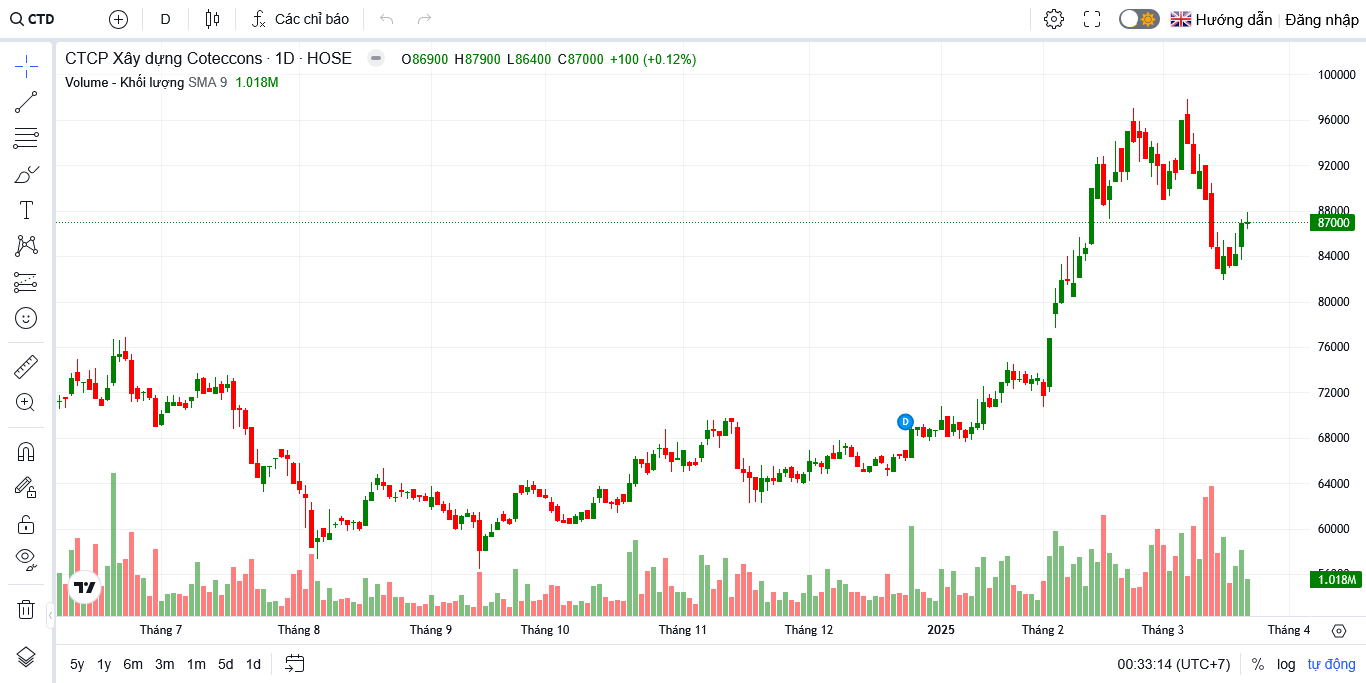 CTD D Các chỉ báo Hướng dẫn Đăng nhập
CTCP Xây dựng Coteccons · 1D · HOSE O86900 H87900 L86400 C87000 +100 (+0.12%)
Volume - Khối lượng SMA 9 1.018M
100000
96000
92000
88000
87000
84000
80000
76000
72000
D
68000
64000
60000
1.018M
Tháng 7 Tháng 8 Tháng 9 Tháng 10 Tháng 11 Tháng 12 2025 Tháng 2 Tháng 3 Tháng 4
5y 1y 6m 3m 1m 5d 1d 00:33:14 (UTC+7) % log tự động